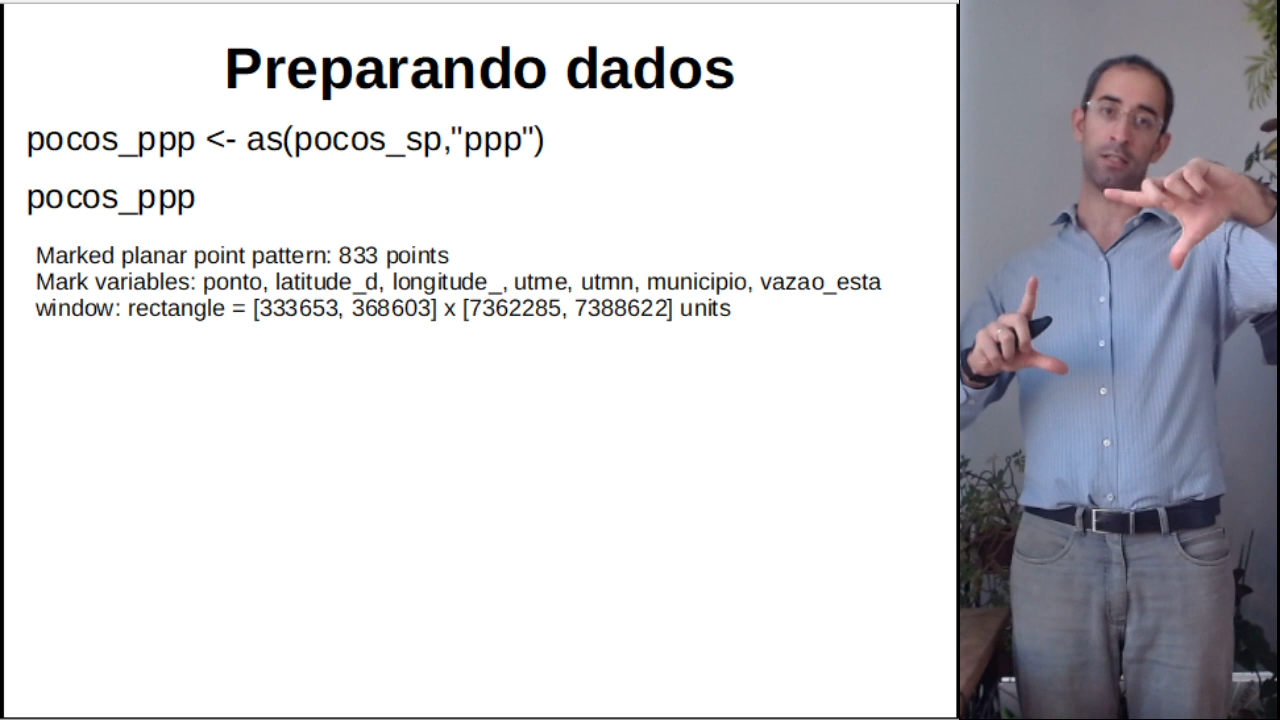 Preparando dados
pocos_ppp <- as(pocos_sp,"ppp")
pocos_ppp
Marked planar point pattern: 833 points
Mark variables: ponto, latitude_d, longitude_, utme, utmn, municipio, vazao_esta
window: rectangle = [333653, 368603] x [7362285, 7388622] units